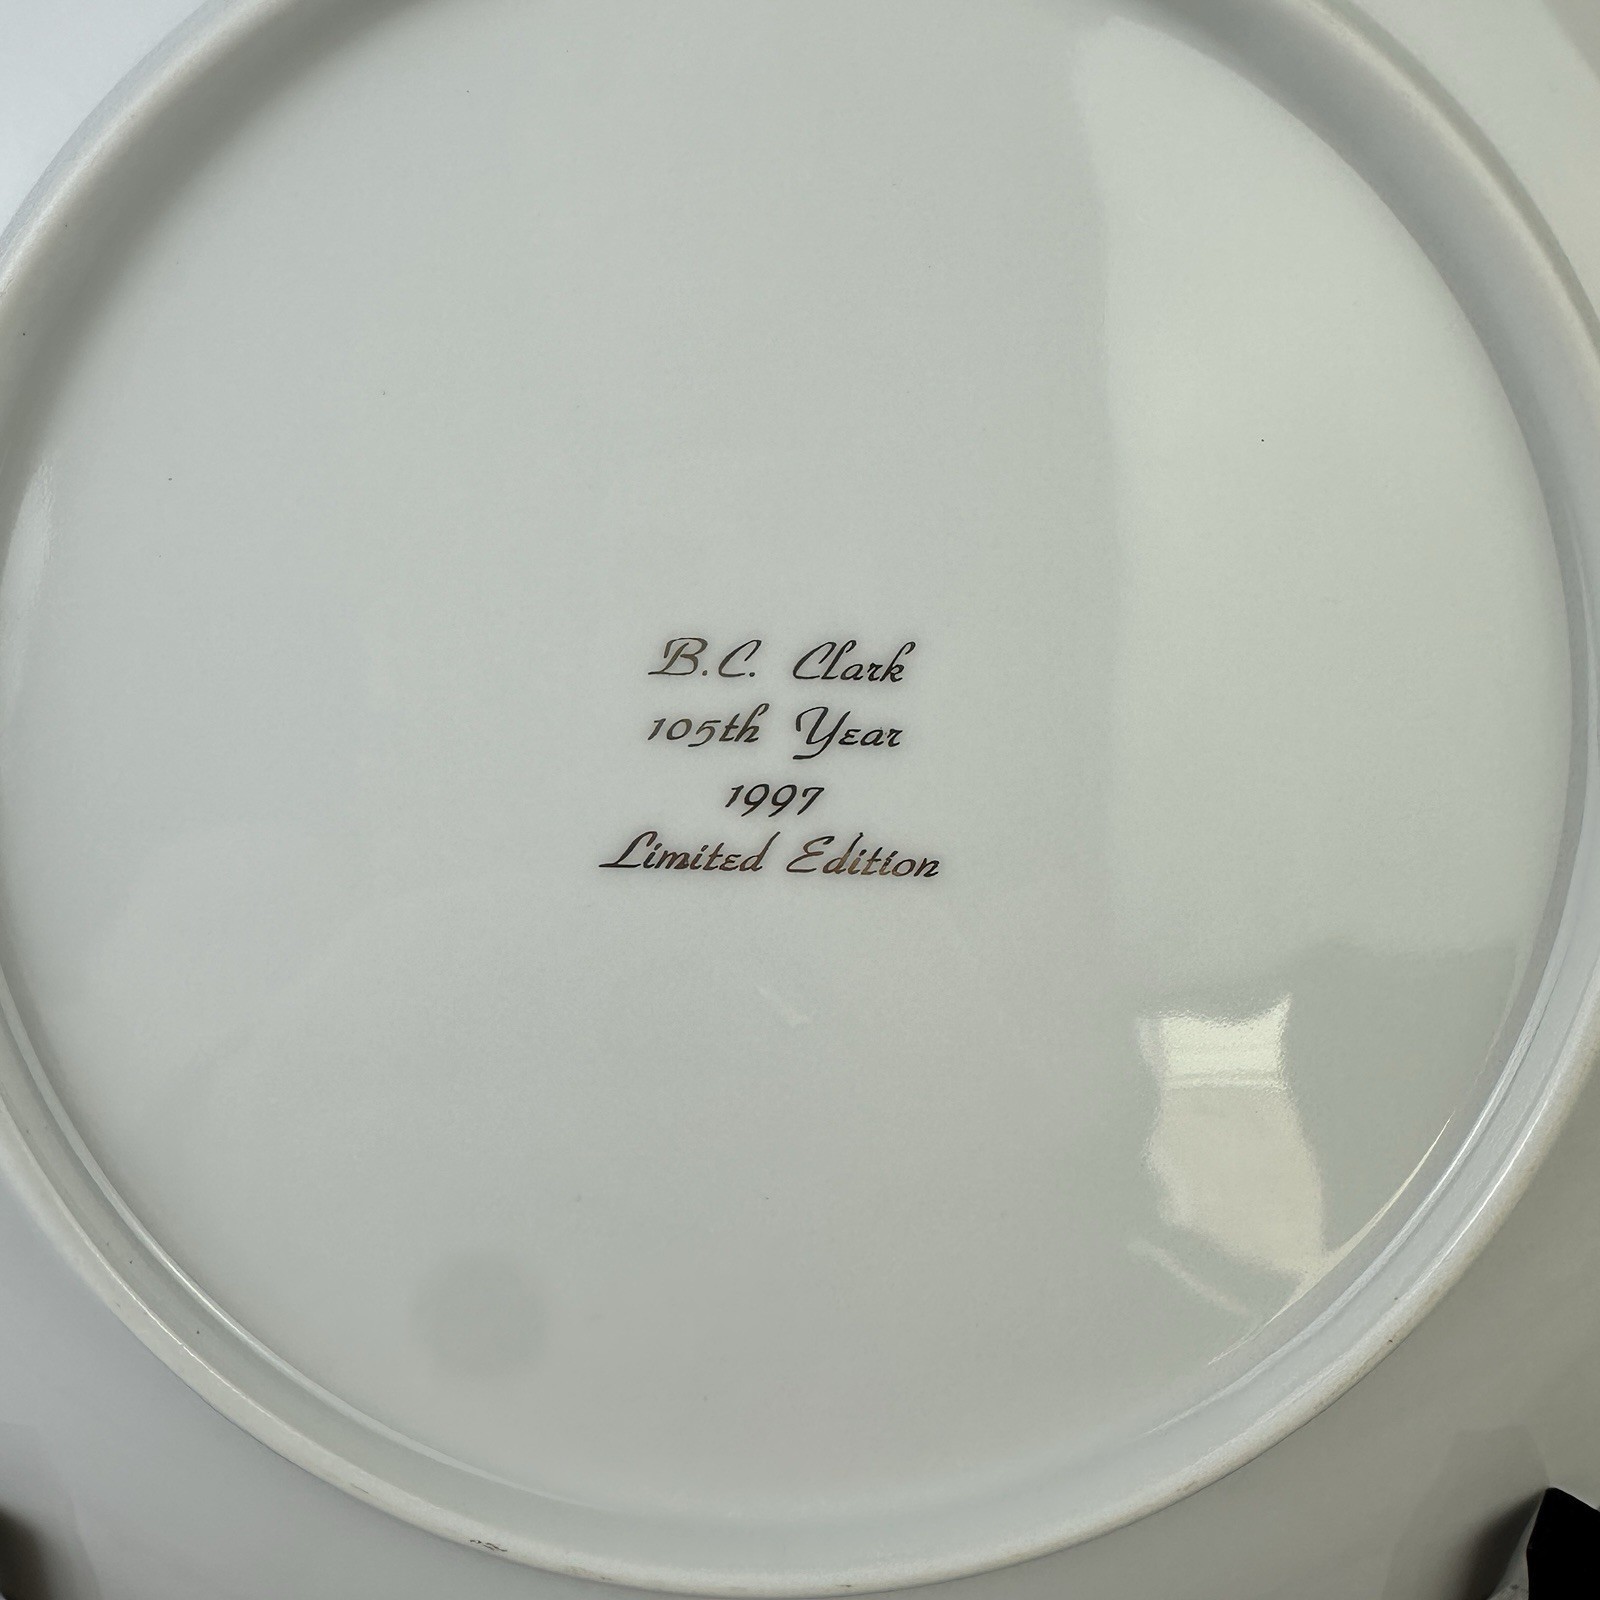 B.C. Clark
105th Year
1997
Limited Edition